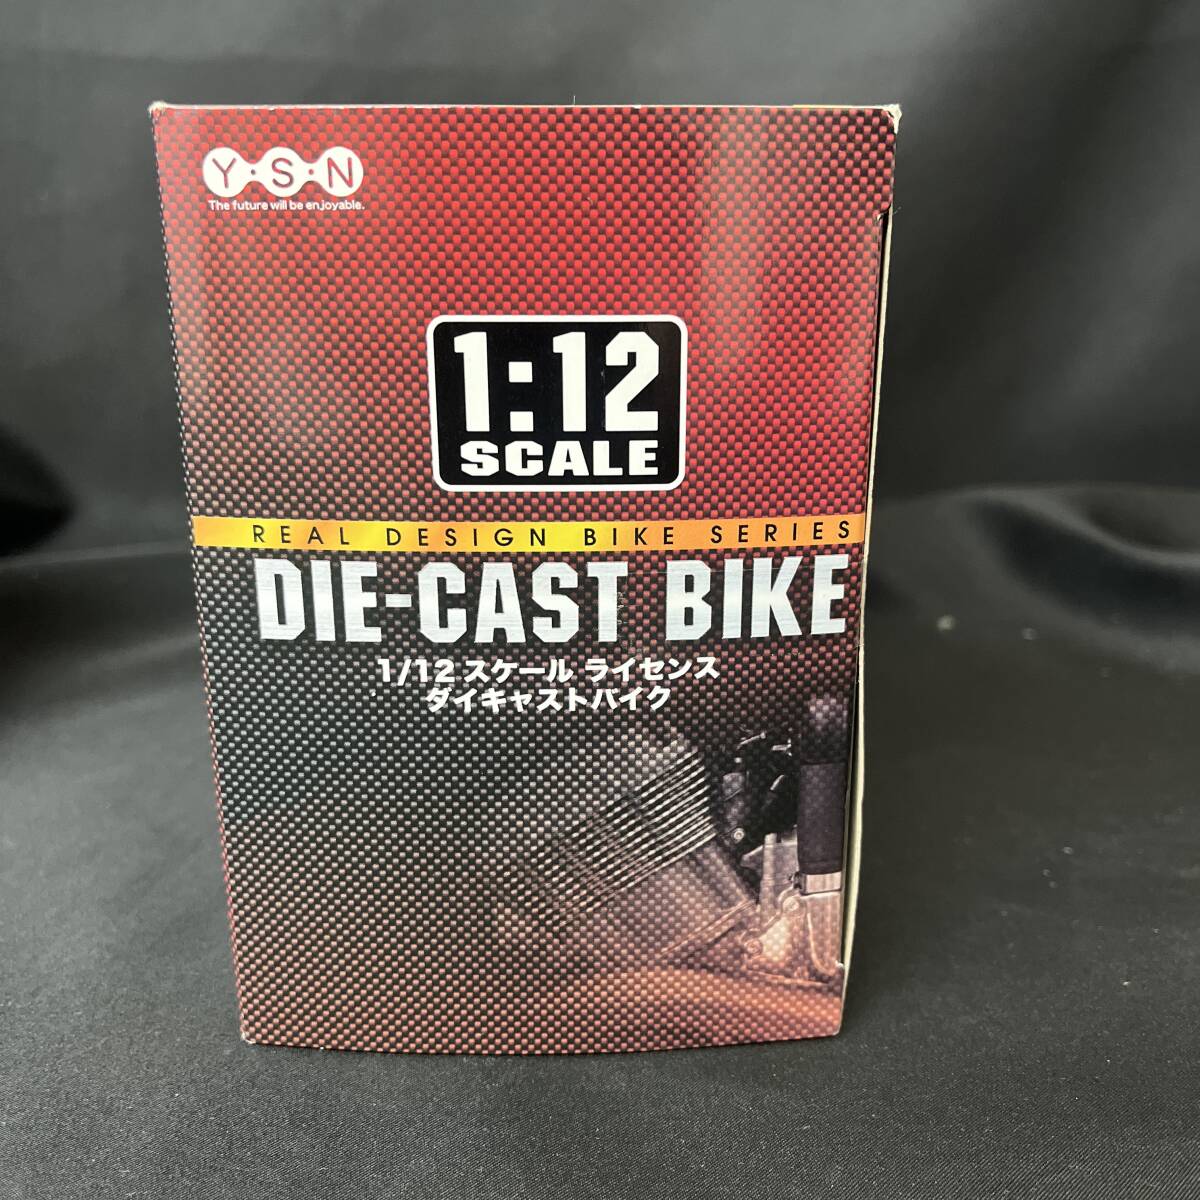 Y·S·N
The future will be enjoyable.
1:12
SCALE
REAL DESIGN BIKE SERIES
DIE-CAST BIKE
1/12 スケール ライセンス
ダイキャストバイク